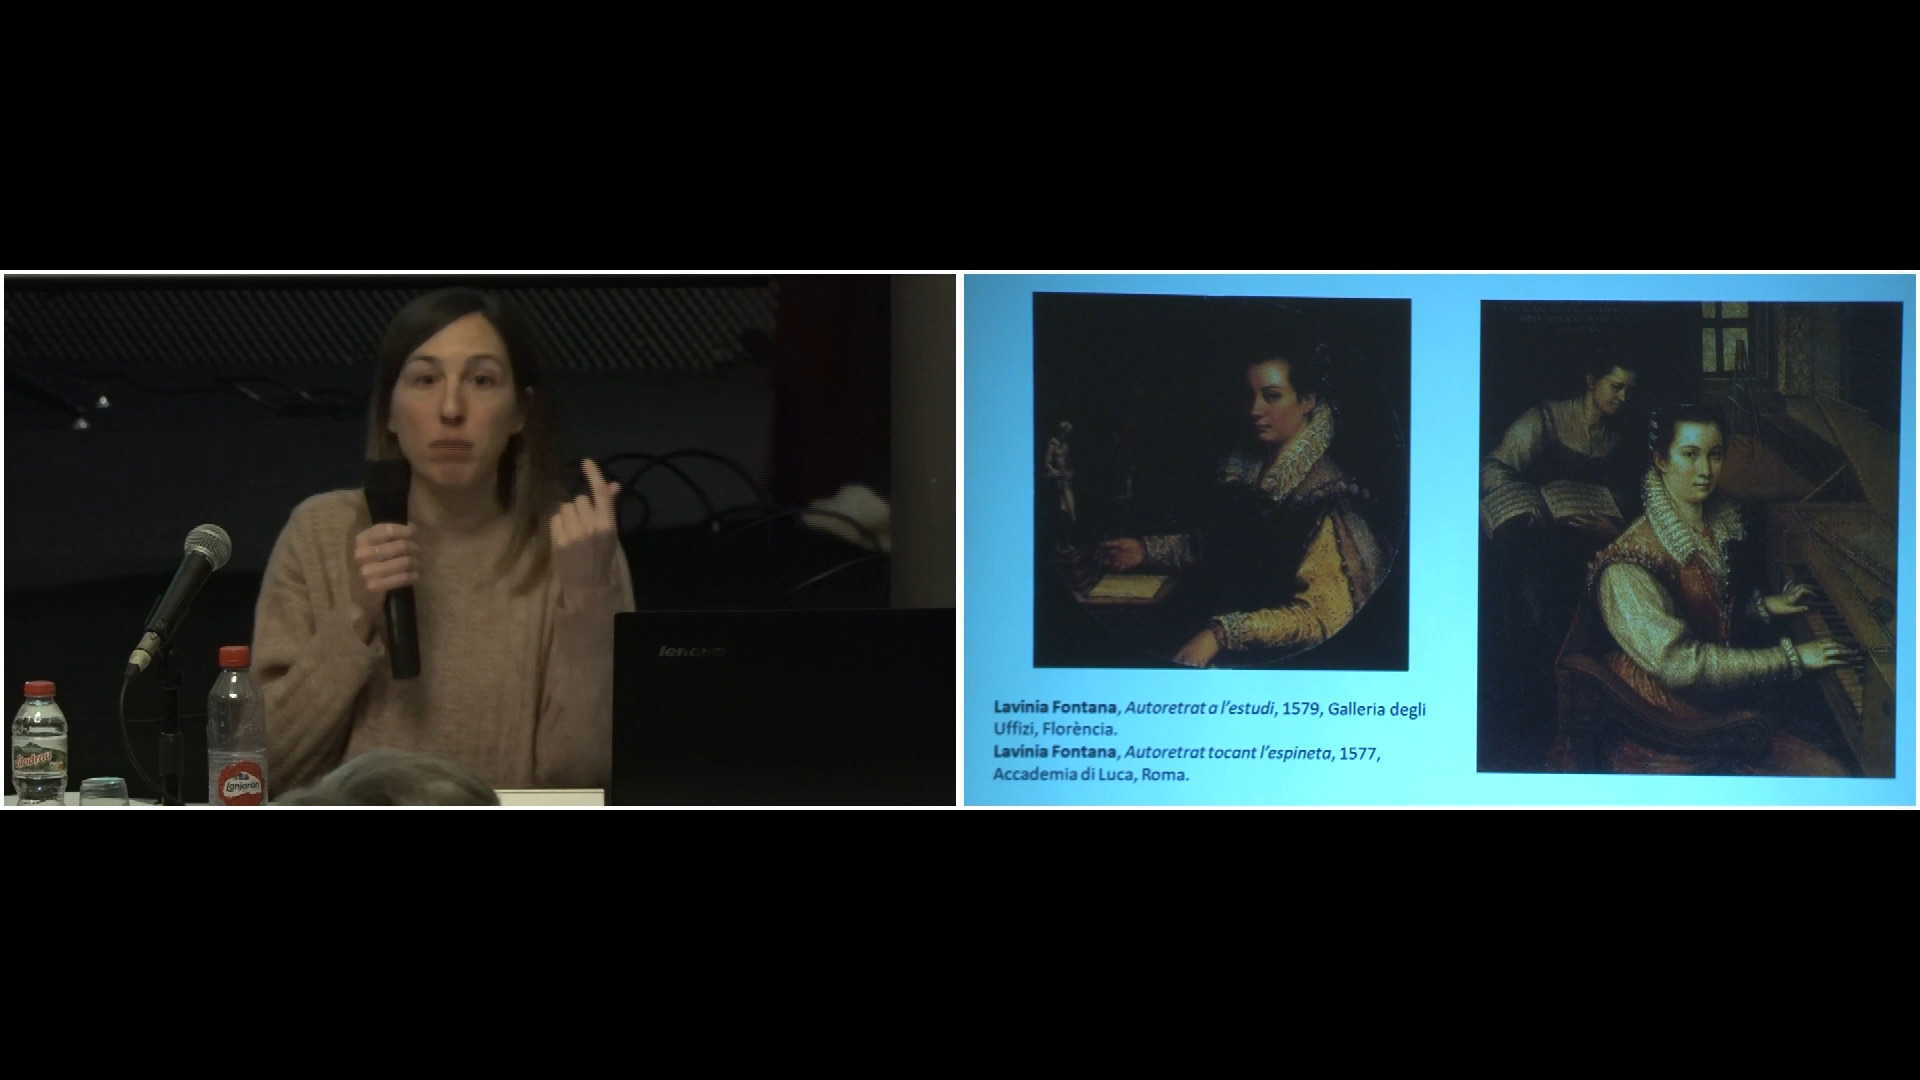 lenovo
Lanjarón
Lavinia Fontana, Autoretrat a l'estudi, 1579, Galleria degli
Uffizi, Florència.
Lavinia Fontana, Autoretrat tocant l'espineta, 1577,
Accademia di Luca, Roma.